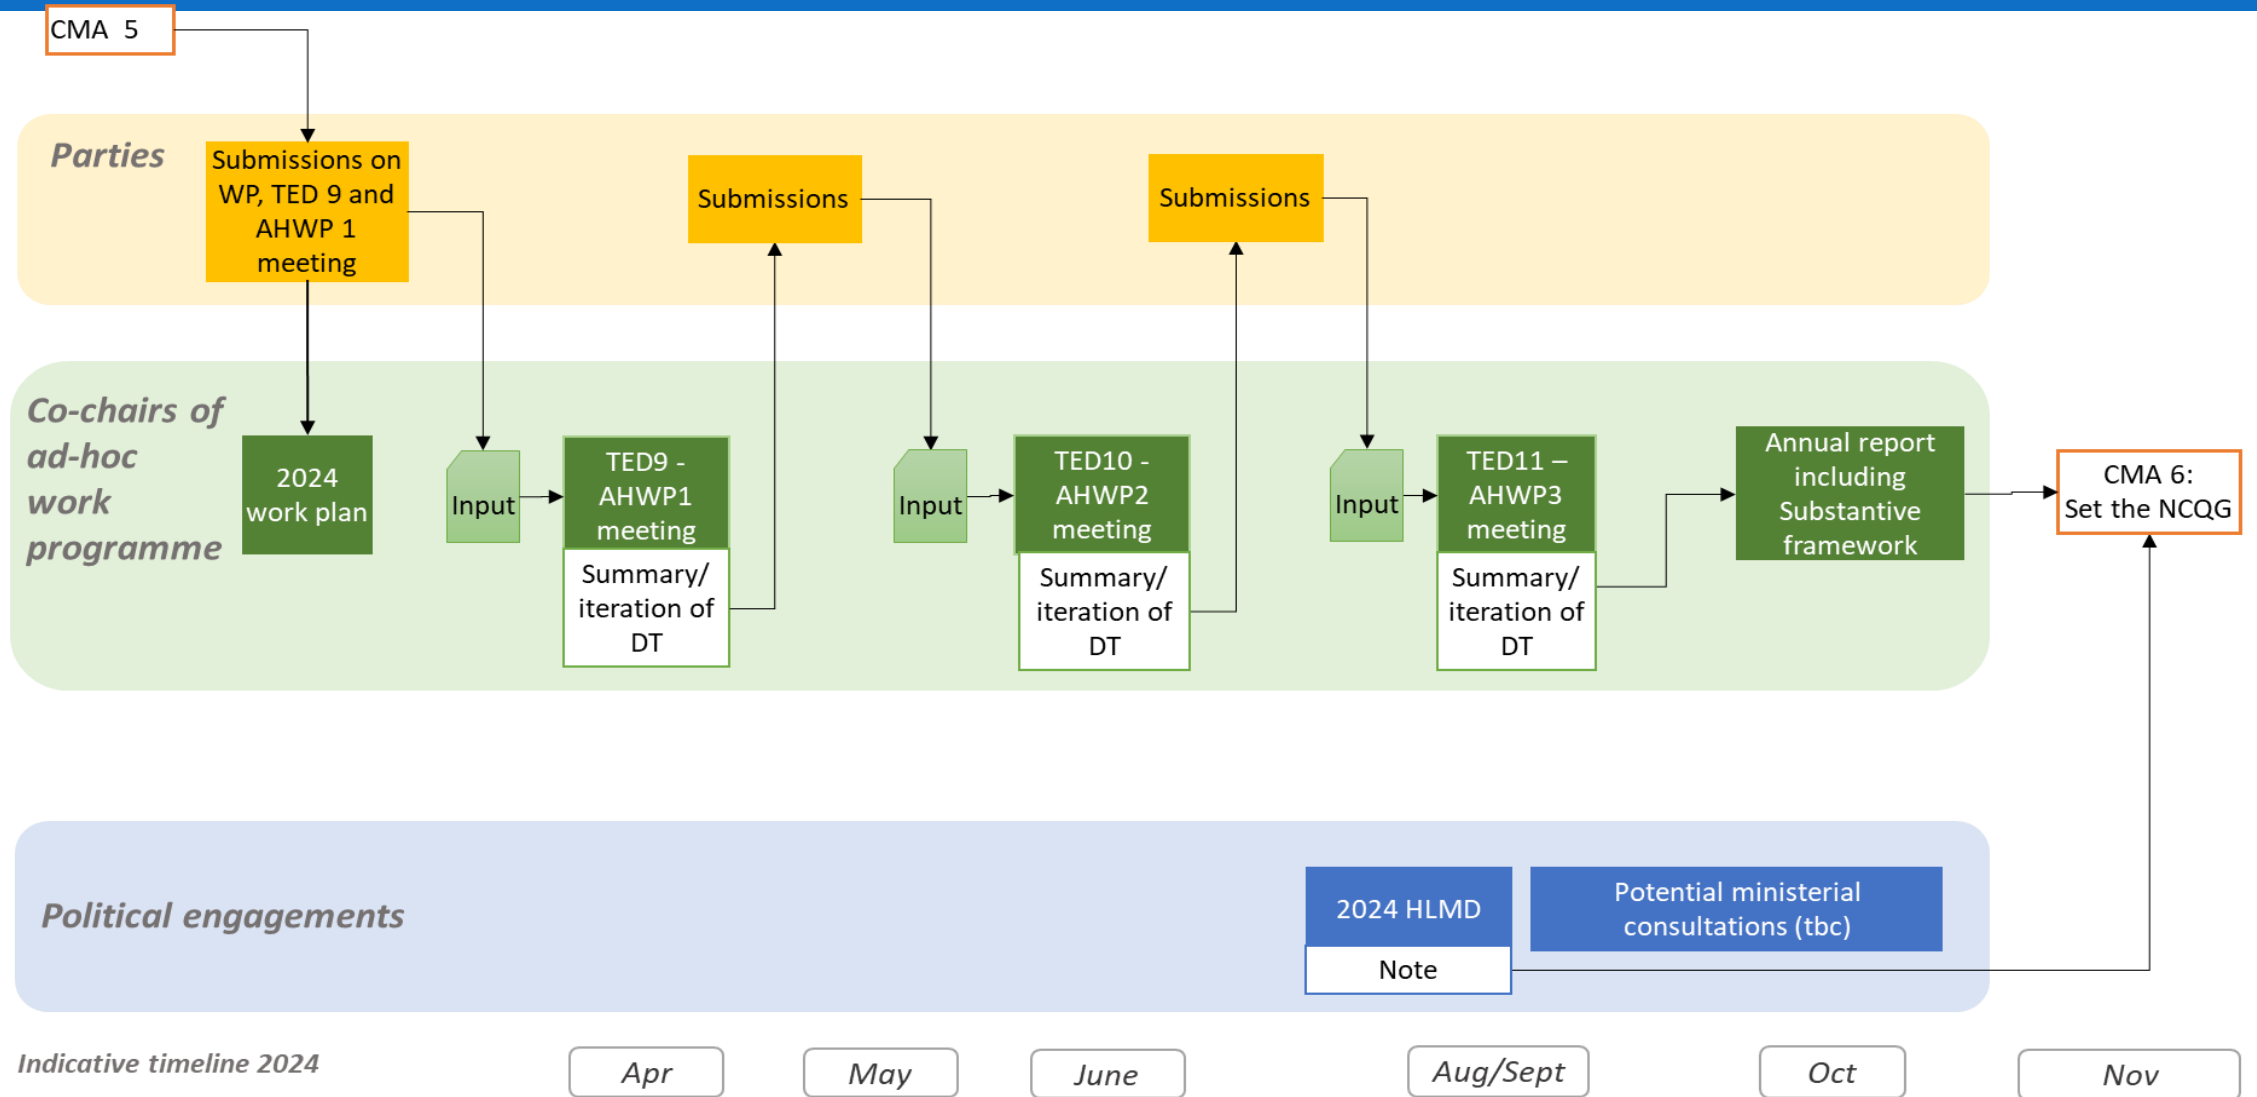 CMA 5
Parties
Submissions on
WP, TED 9 and
AHWP 1
meeting
Submissions
Submissions
Co-chairs of
ad-hoc
work
programme
2024
work plan
Input
TED9 -
AHWP1
meeting
Summary/
iteration of
DT
Input
TED10 -
AHWP2
meeting
Summary/
iteration of
DT
Input
TED11 –
AHWP3
meeting
Summary/
iteration of
DT
Annual report
including
Substantive
framework
CMA 6:
Set the NCQG
Political engagements
2024 HLMD
Note
Potential ministerial
consultations (tbc)
Indicative timeline 2024
Apr
May
June
Aug/Sept
Oct
Nov